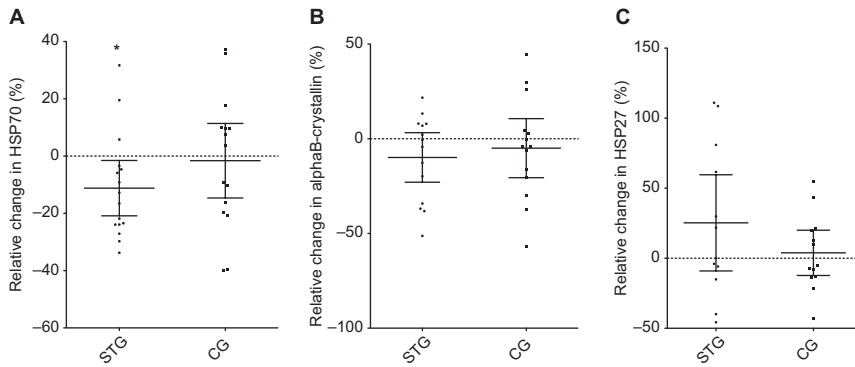 A
Relative change in HSP70 (%)
40
20
0
–20
–40
–60
*
STG
CG
B
Relative change in alphaB-crystallin (%)
50
0
–50
–100
STG
CG
C
Relative change in HSP27 (%)
150
100
50
0
–50
STG
CG